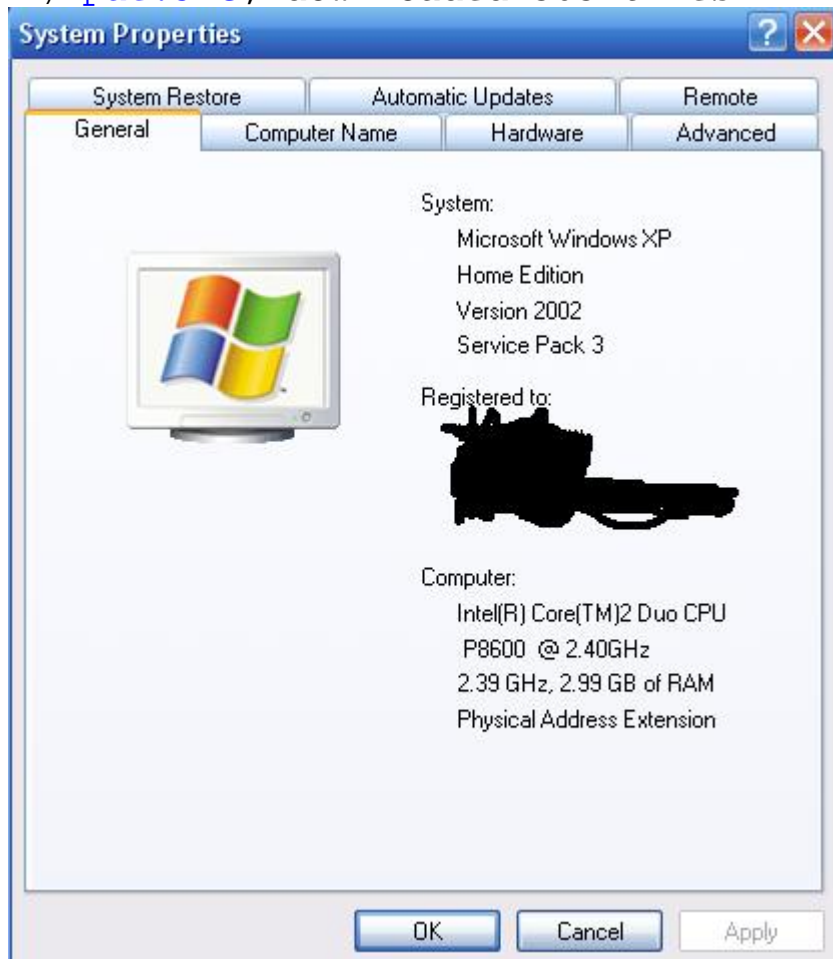 System Properties
System Restore
Automatic Updates
Remote
General
Computer Name
Hardware
Advanced
System:
Microsoft Windows XP
Home Edition
Version 2002
Service Pack 3
Registered to:
Computer:
Intel(R) Core(TM)2 Duo CPU
P8600 @ 2.40GHz
2.39 GHz, 2.99 GB of RAM
Physical Address Extension
OK
Cancel
Apply